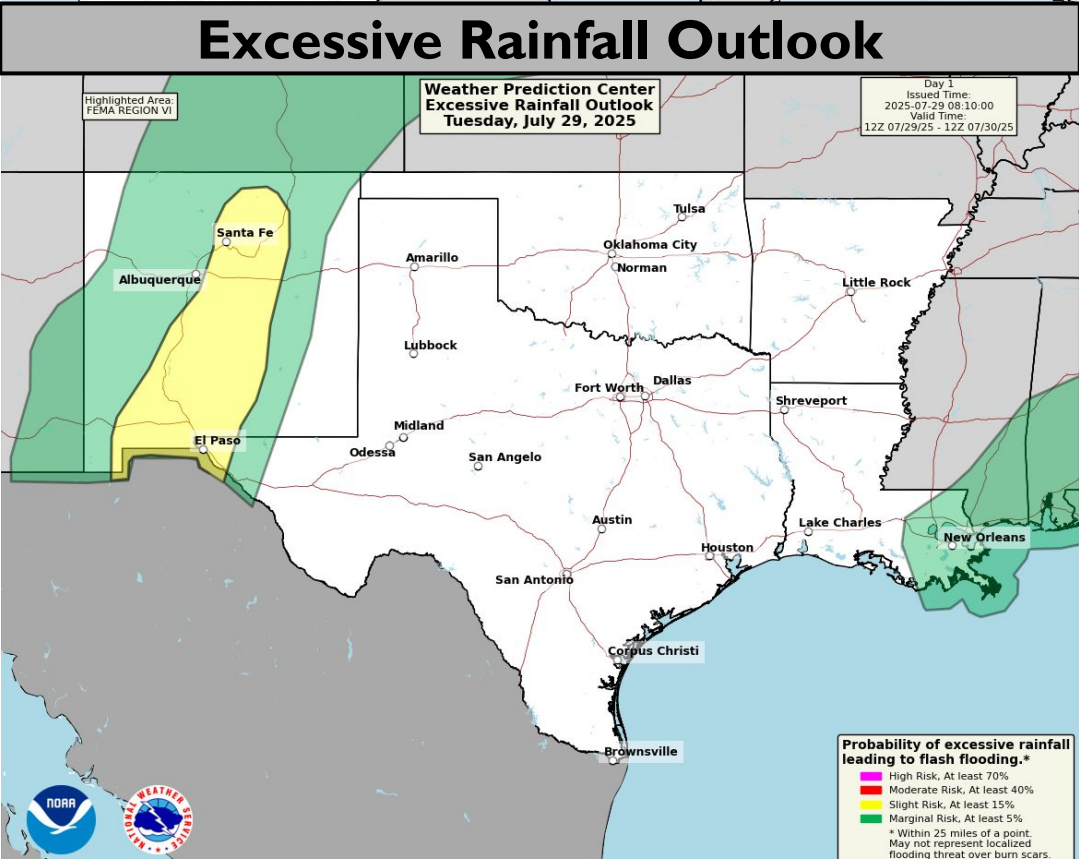 Excessive Rainfall Outlook
Highlighted Area:
FEMA REGION VI
Weather Prediction Center
Excessive Rainfall Outlook
Tuesday, July 29, 2025
Day 1
Issued Time:
2025-07-29 08:10:00
Valid Time:
12Z 07/29/25 - 12Z 07/30/25
Tulsa
Santa Fe
Oklahoma City
Amarillo
Norman
Albuquerque
Little Rock
Lubbock
Dallas
Fort Worth
Shreveport
Midland
El Paso
Odessa
San Angelo
Austin
Lake Charles
New Orleans
Houston
San Antonio
Corpus Christi
Brownsville
Probability of excessive rainfall
leading to flash flooding.*
High Risk, At least 70%
Moderate Risk, At least 40%
Slight Risk, At least 15%
Marginal Risk, At least 5%
* Within 25 miles of a point.
May not represent localized
flooding threat over burn scars.
NOAA
NATIONAL WEATHER SERVICE